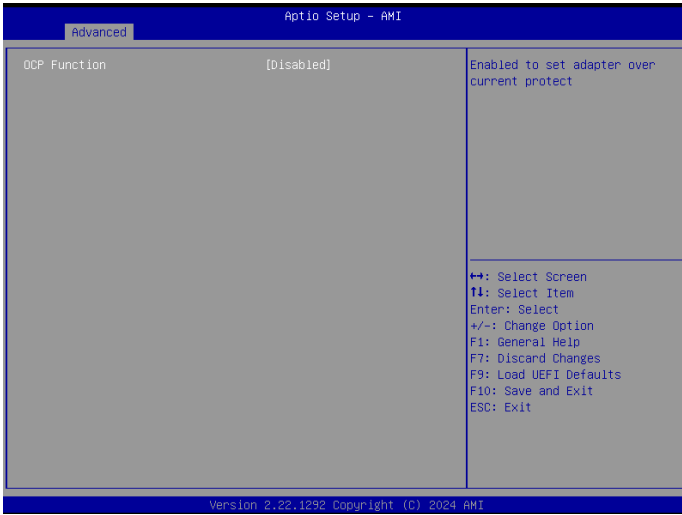 Aptio Setup - AMI
Advanced
OCP Function [Disabled]
Enabled to set adapter over
current protect
↔: Select Screen
↑↓: Select Item
Enter: Select
+/-: Change Option
F1: General Help
F7: Discard Changes
F9: Load UEFI Defaults
F10: Save and Exit
ESC: Exit
Version 2.22.1292 Copyright (C) 2024 AMI